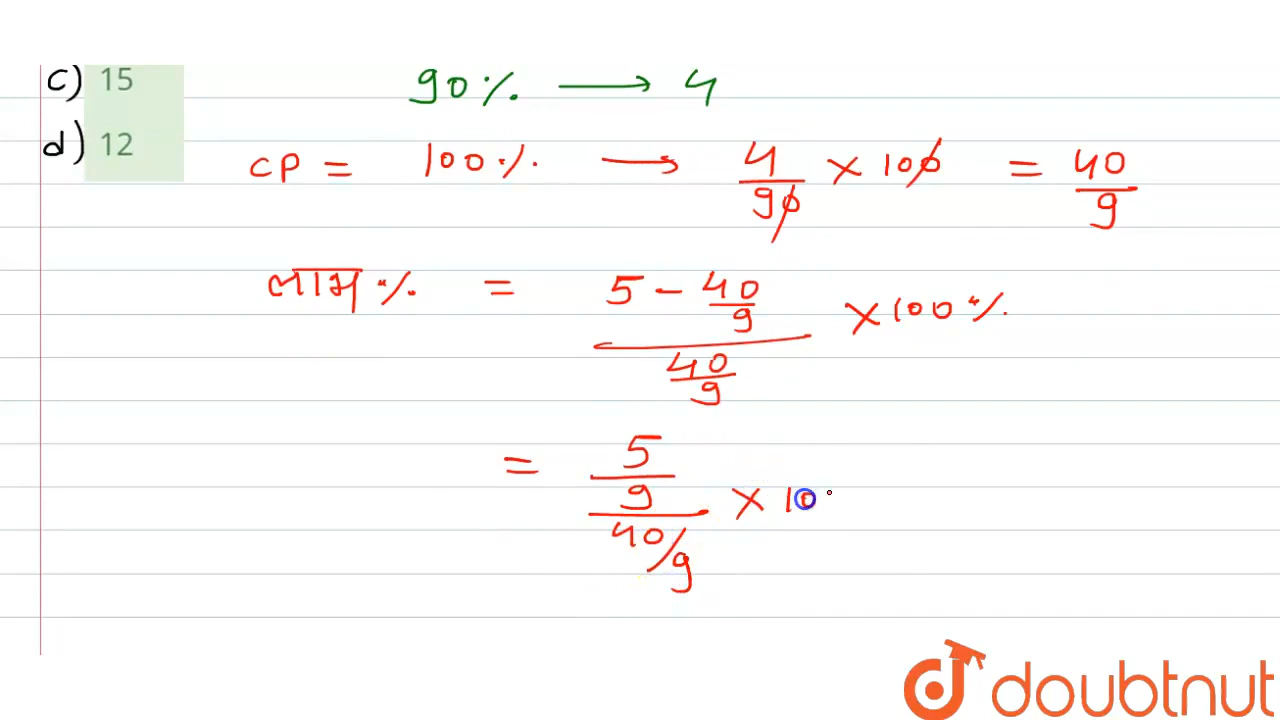 c) 15
90% → 4
d) 12
CP = 100% → 4/90 × 100 = 40/9
लाभ % = (5 - 40/9)/(40/9) × 100%
= (5/9)/(40/9) × 10
doubtnut